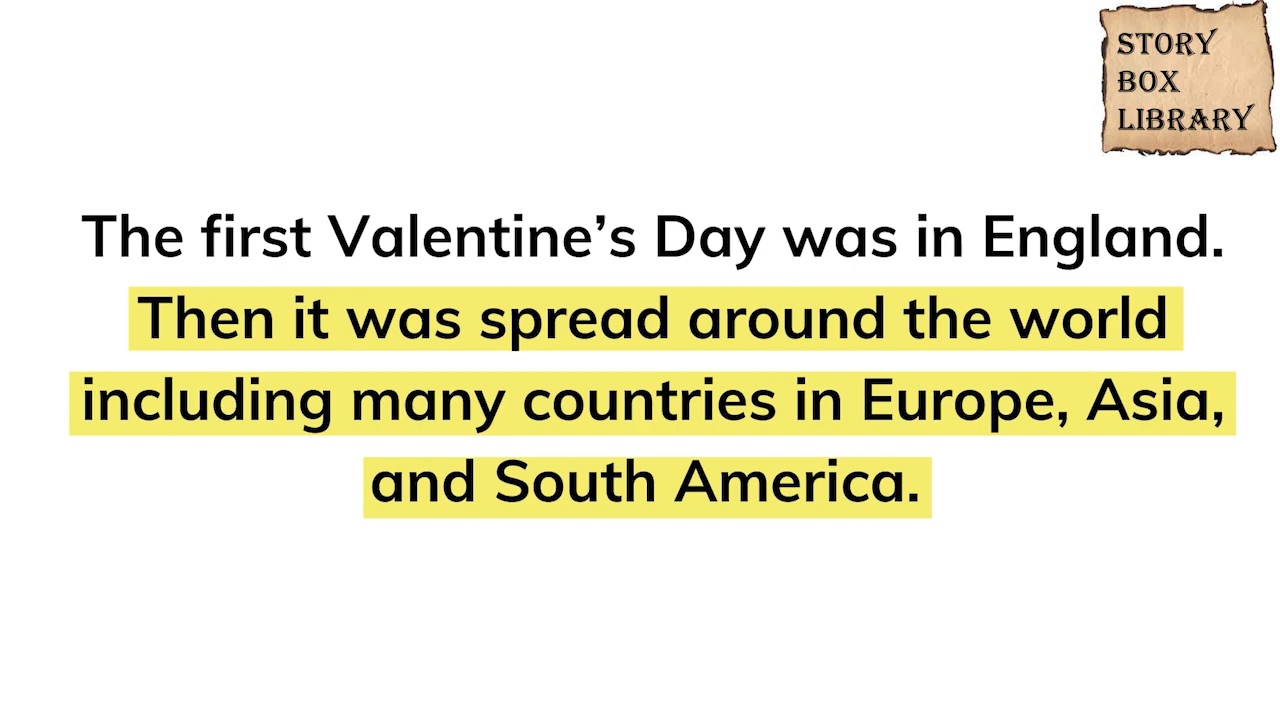 STORY
BOX
LIBRARY
The first Valentine’s Day was in England.
Then it was spread around the world
including many countries in Europe, Asia,
and South America.